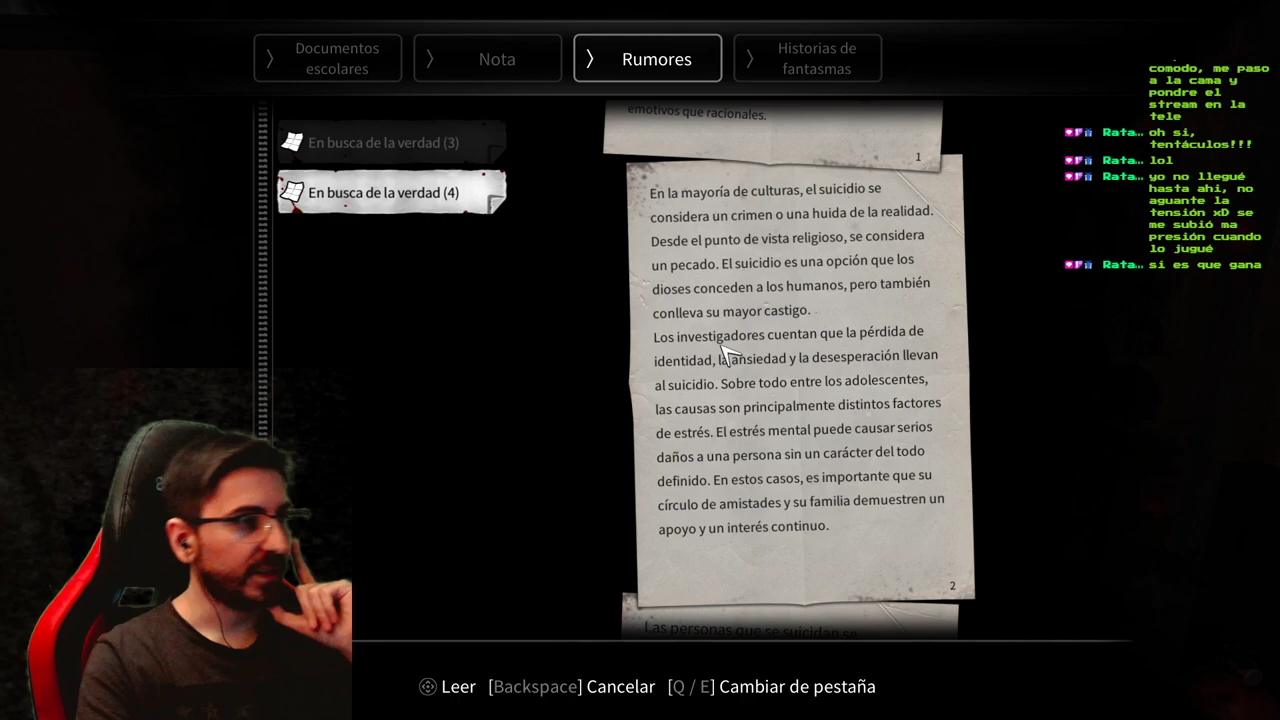 Documentos
escolares
Nota
Rumores
Historias de
fantasmas
En busca de la verdad (3)
En busca de la verdad (4)
emotivos que racionales.
1
En la mayoría de culturas, el suicidio se
considera un crimen o una huida de la realidad.
Desde el punto de vista religioso, se considera
un pecado. El suicidio es una opción que los
dioses conceden a los humanos, pero también
conlleva su mayor castigo.
Los investigadores cuentan que la pérdida de
identidad, la ansiedad y la desesperación llevan
al suicidio. Sobre todo entre los adolescentes,
las causas son principalmente distintos factores
de estrés. El estrés mental puede causar serios
daños a una persona sin un carácter del todo
definido. En estos casos, es importante que su
círculo de amistades y su familia demuestren un
apoyo y un interés continuo.
2
Las personas que se suicidan se
Leer [Backspace] Cancelar [Q / E] Cambiar de pestaña
comodo, me paso
a la cama y
pondre el
stream en la
tele
Rata… oh si,
tentáculos!!!
Rata… lol
Rata… yo no llegué
hasta ahi, no
aguante la
tensión xD se
me subió ma
presión cuando
lo jugué
Rata… si es que gana